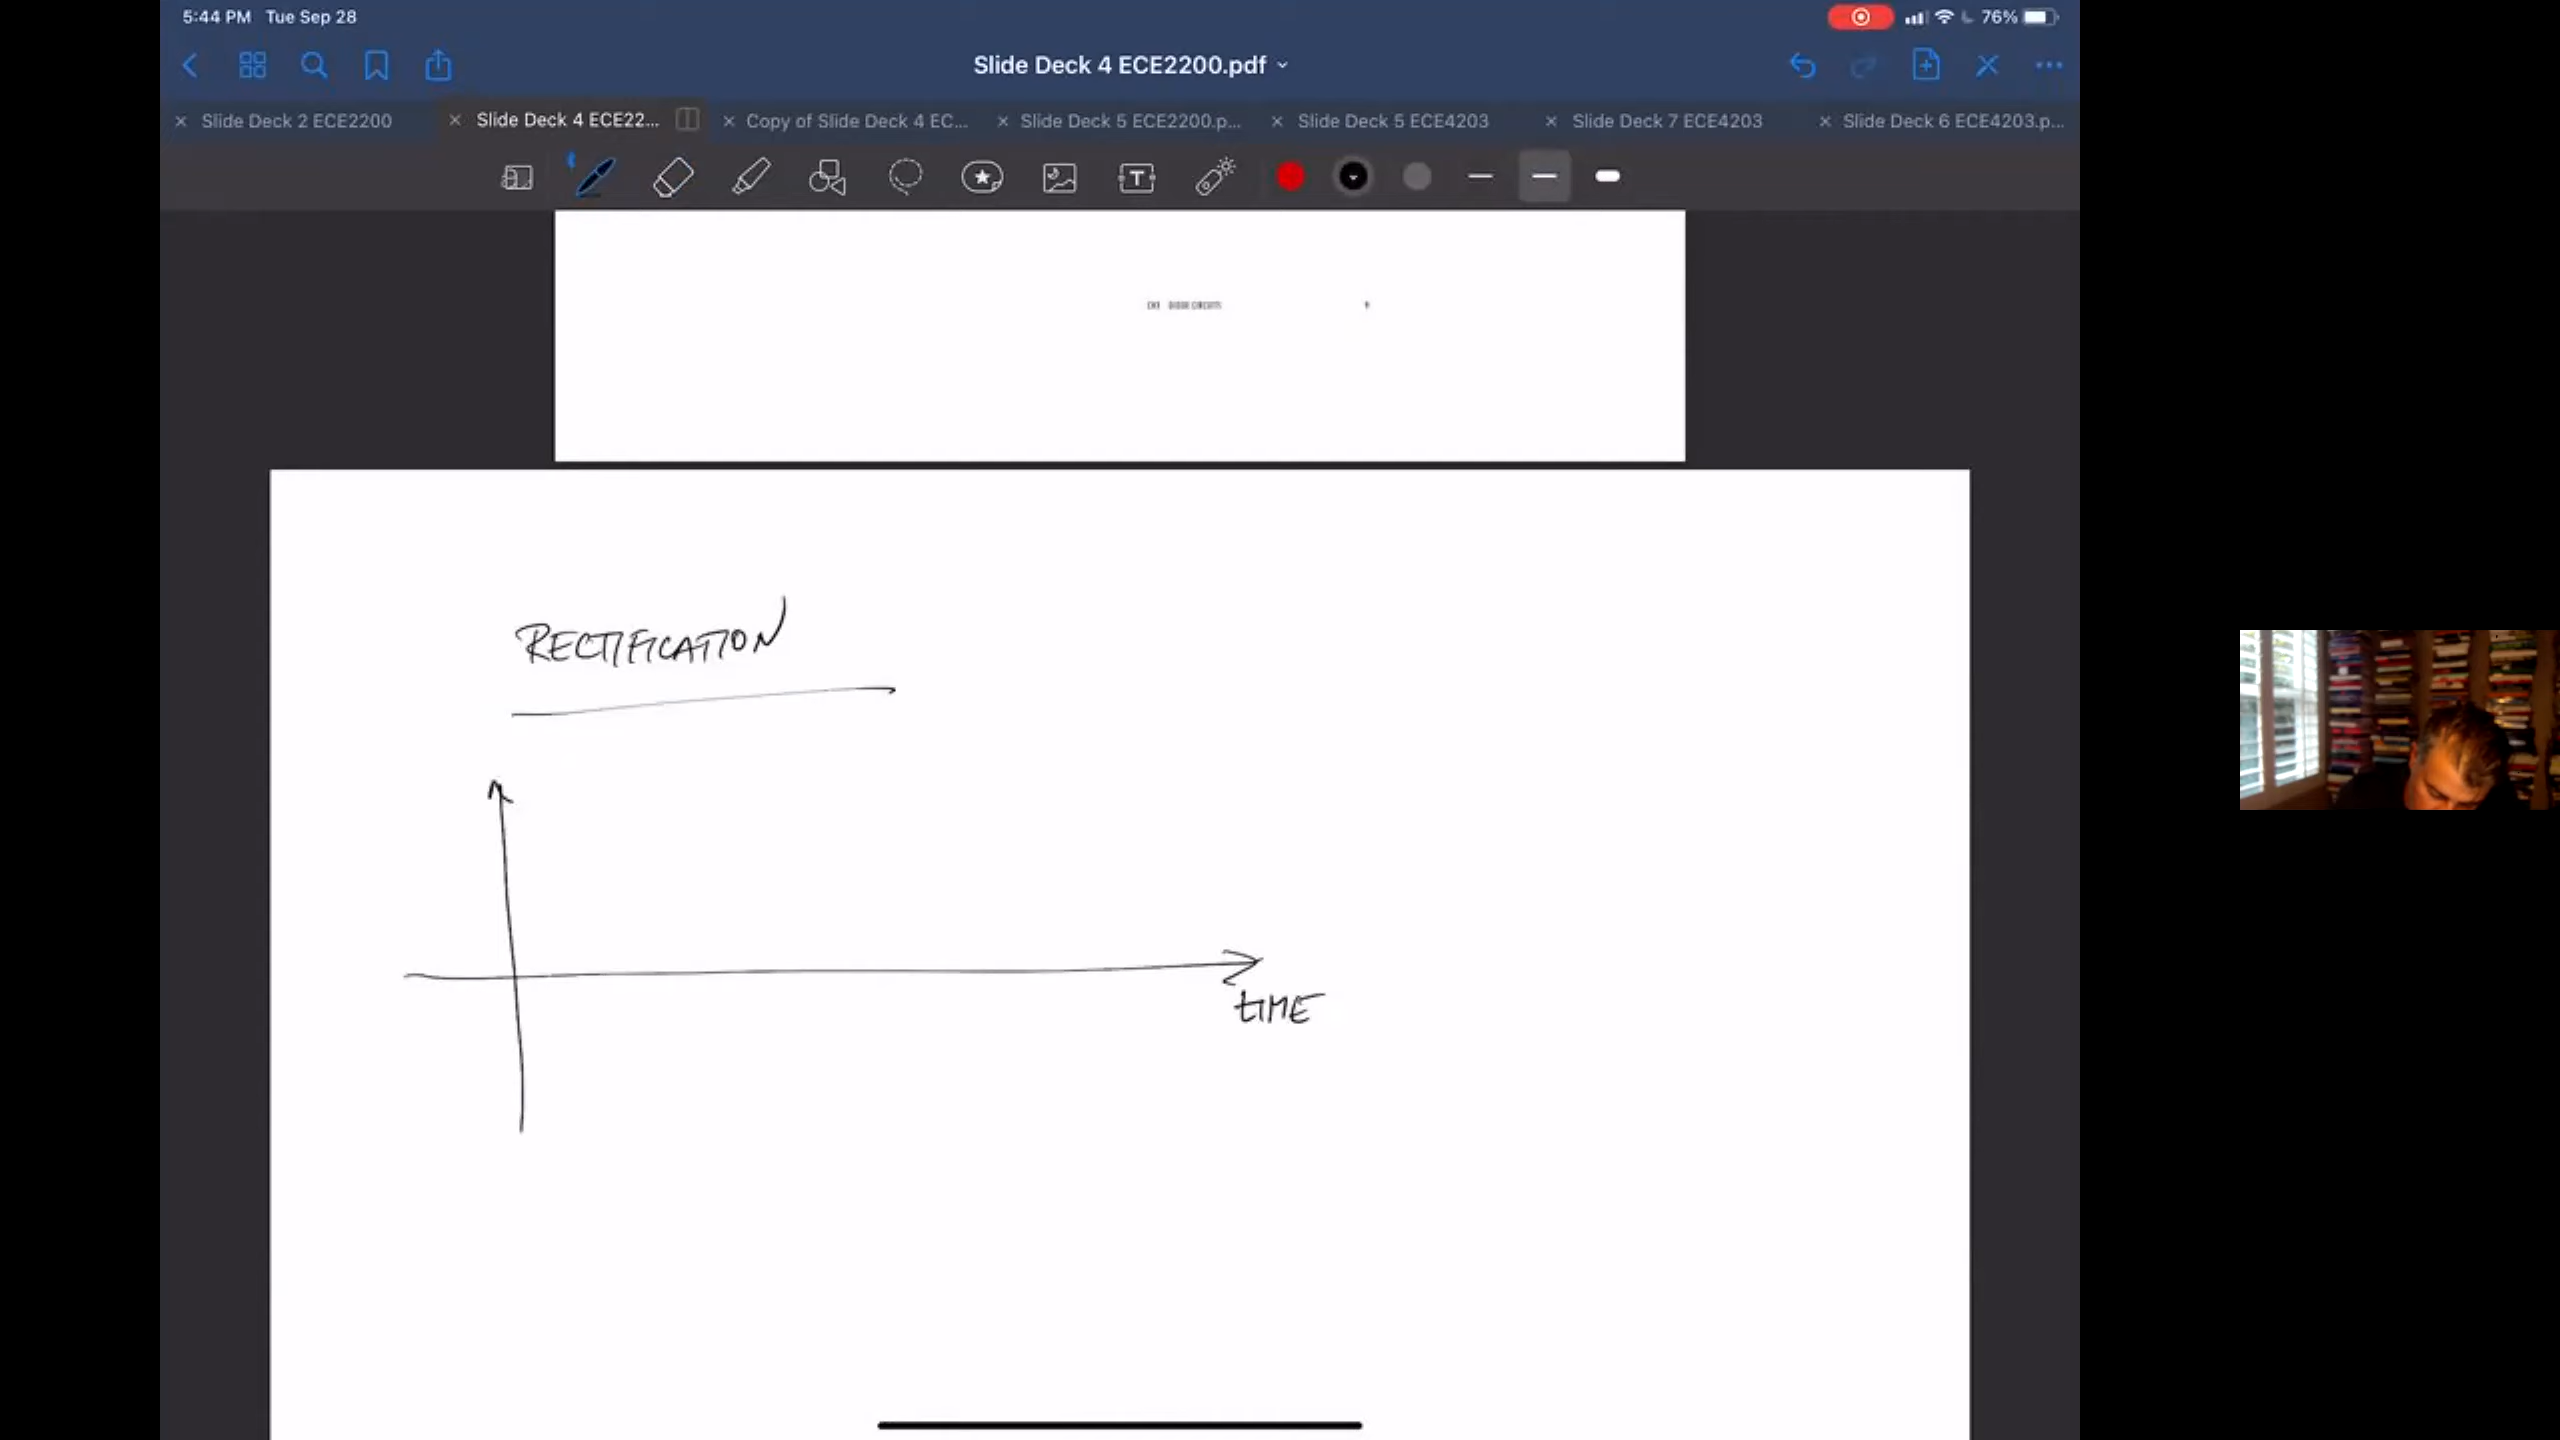 5:44 PM Tue Sep 28
76%
Slide Deck 4 ECE2200.pdf
Slide Deck 2 ECE2200
Slide Deck 4 ECE22...
Copy of Slide Deck 4 EC...
Slide Deck 5 ECE2200.p...
Slide Deck 5 ECE4203
Slide Deck 7 ECE4203
Slide Deck 6 ECE4203.p...
T
DIODE CIRCUITS
RECTIFICATION
tIME